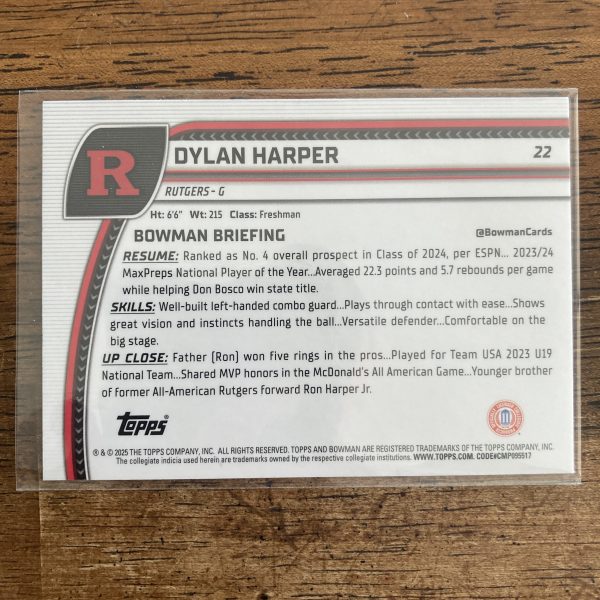 R
DYLAN HARPER
22
RUTGERS - G
Ht: 6'6" Wt: 215 Class: Freshman
BOWMAN BRIEFING
@BowmanCards
RESUME: Ranked as No. 4 overall prospect in Class of 2024, per ESPN... 2023/24
MaxPreps National Player of the Year...Averaged 22.3 points and 5.7 rebounds per game
while helping Don Bosco win state title.
SKILLS: Well-built left-handed combo guard...Plays through contact with ease...Shows
great vision and instincts handling the ball...Versatile defender...Comfortable on the
big stage.
UP CLOSE: Father (Ron) won five rings in the pros...Played for Team USA 2023 U19
National Team...Shared MVP honors in the McDonald's All American Game...Younger brother
of former All-American Rutgers forward Ron Harper Jr.
Topps®
® & © 2025 THE TOPPS COMPANY, INC. ALL RIGHTS RESERVED. TOPPS AND BOWMAN ARE REGISTERED TRADEMARKS OF THE TOPPS COMPANY, INC.
The collegiate indicia used herein are trademarks owned by the respective collegiate institutions. WWW.TOPPS.COM. CODE#CMP095517